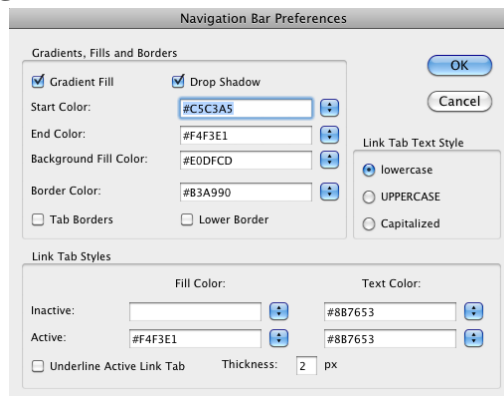 Navigation Bar Preferences
Gradients, Fills and Borders
OK
Gradient Fill Drop Shadow
Cancel
Start Color: #C5C3A5
End Color: #F4F3E1
Link Tab Text Style
Background Fill Color: #E0DFCD
lowercase
Border Color: #B3A990
UPPERCASE
Tab Borders Lower Border
Capitalized
Link Tab Styles
Fill Color: Text Color:
Inactive: #8B7653
Active: #F4F3E1 #8B7653
Underline Active Link Tab Thickness: 2 px